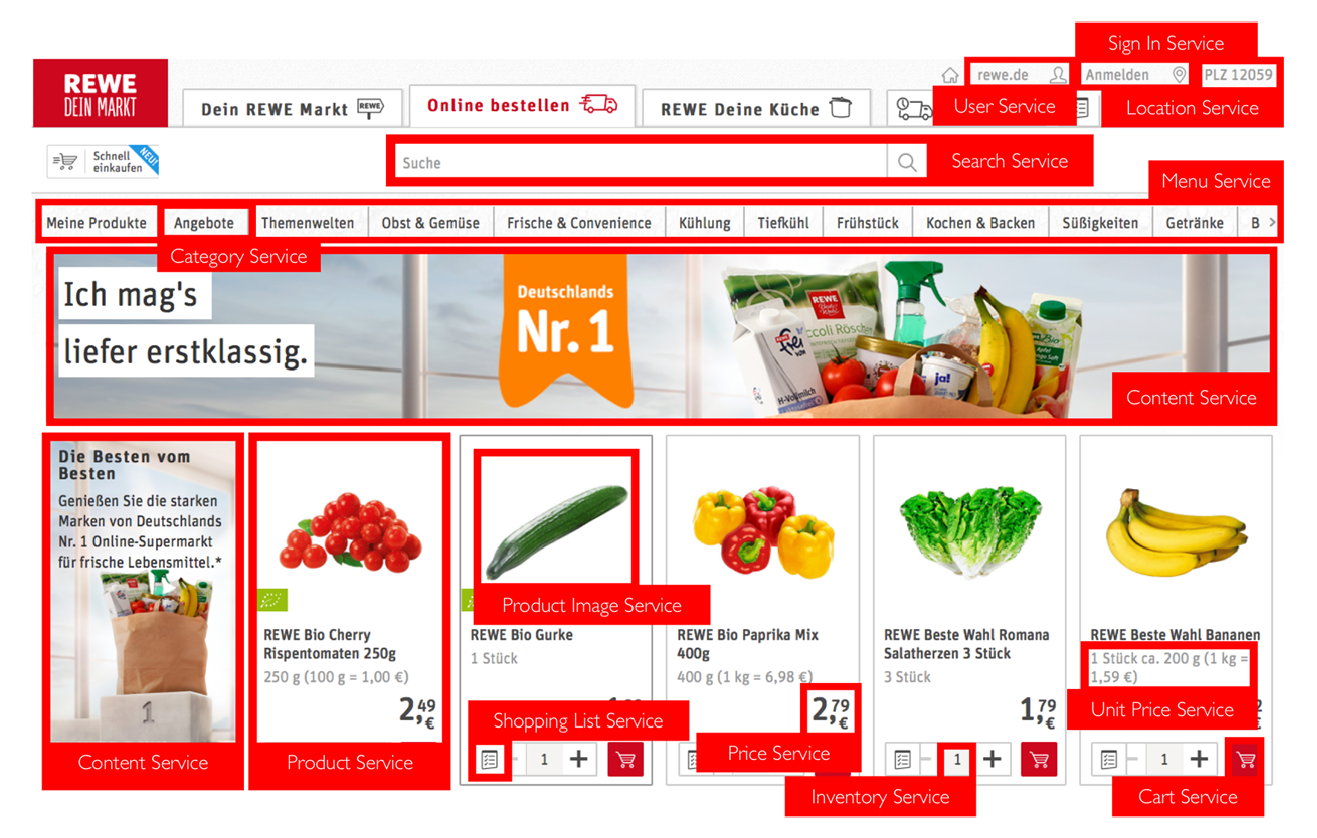 Sign In Service
REWE
DEIN MARKT
rewe.de
Anmelden
PLZ 12059
User Service
Location Service
Dein REWE Markt
REWE
Online bestellen
REWE Deine Küche
Schnell
einkaufen
NEU!
Suche
Search Service
Menu Service
Meine Produkte
Angebote
Themenwelten
Obst & Gemüse
Frische & Convenience
Kühlung
Tiefkühl
Frühstück
Kochen & Backen
Süßigkeiten
Getränke
B
Category Service
Ich mag's
liefer erstklassig.
Deutschlands
Nr. 1
REWE
ja!
H-Vollmilch
Content Service
Die Besten vom
Besten
Genießen Sie die starken
Marken von Deutschlands
Nr. 1 Online-Supermarkt
für frische Lebensmittel.*
1
Content Service
REWE Bio Cherry
Rispentomaten 250g
250 g (100 g = 1,00 €)
2,49
€
Product Service
Product Image Service
REWE Bio Gurke
1 Stück
Shopping List Service
1
REWE Bio Paprika Mix
400g
400 g (1 kg = 6,98 €)
2,79
€
Price Service
REWE Beste Wahl Romana
Salatherzen 3 Stück
3 Stück
1,79
€
1
Inventory Service
REWE Beste Wahl Bananen
1 Stück ca. 200 g (1 kg =
1,59 €)
Unit Price Service
€
1
Cart Service